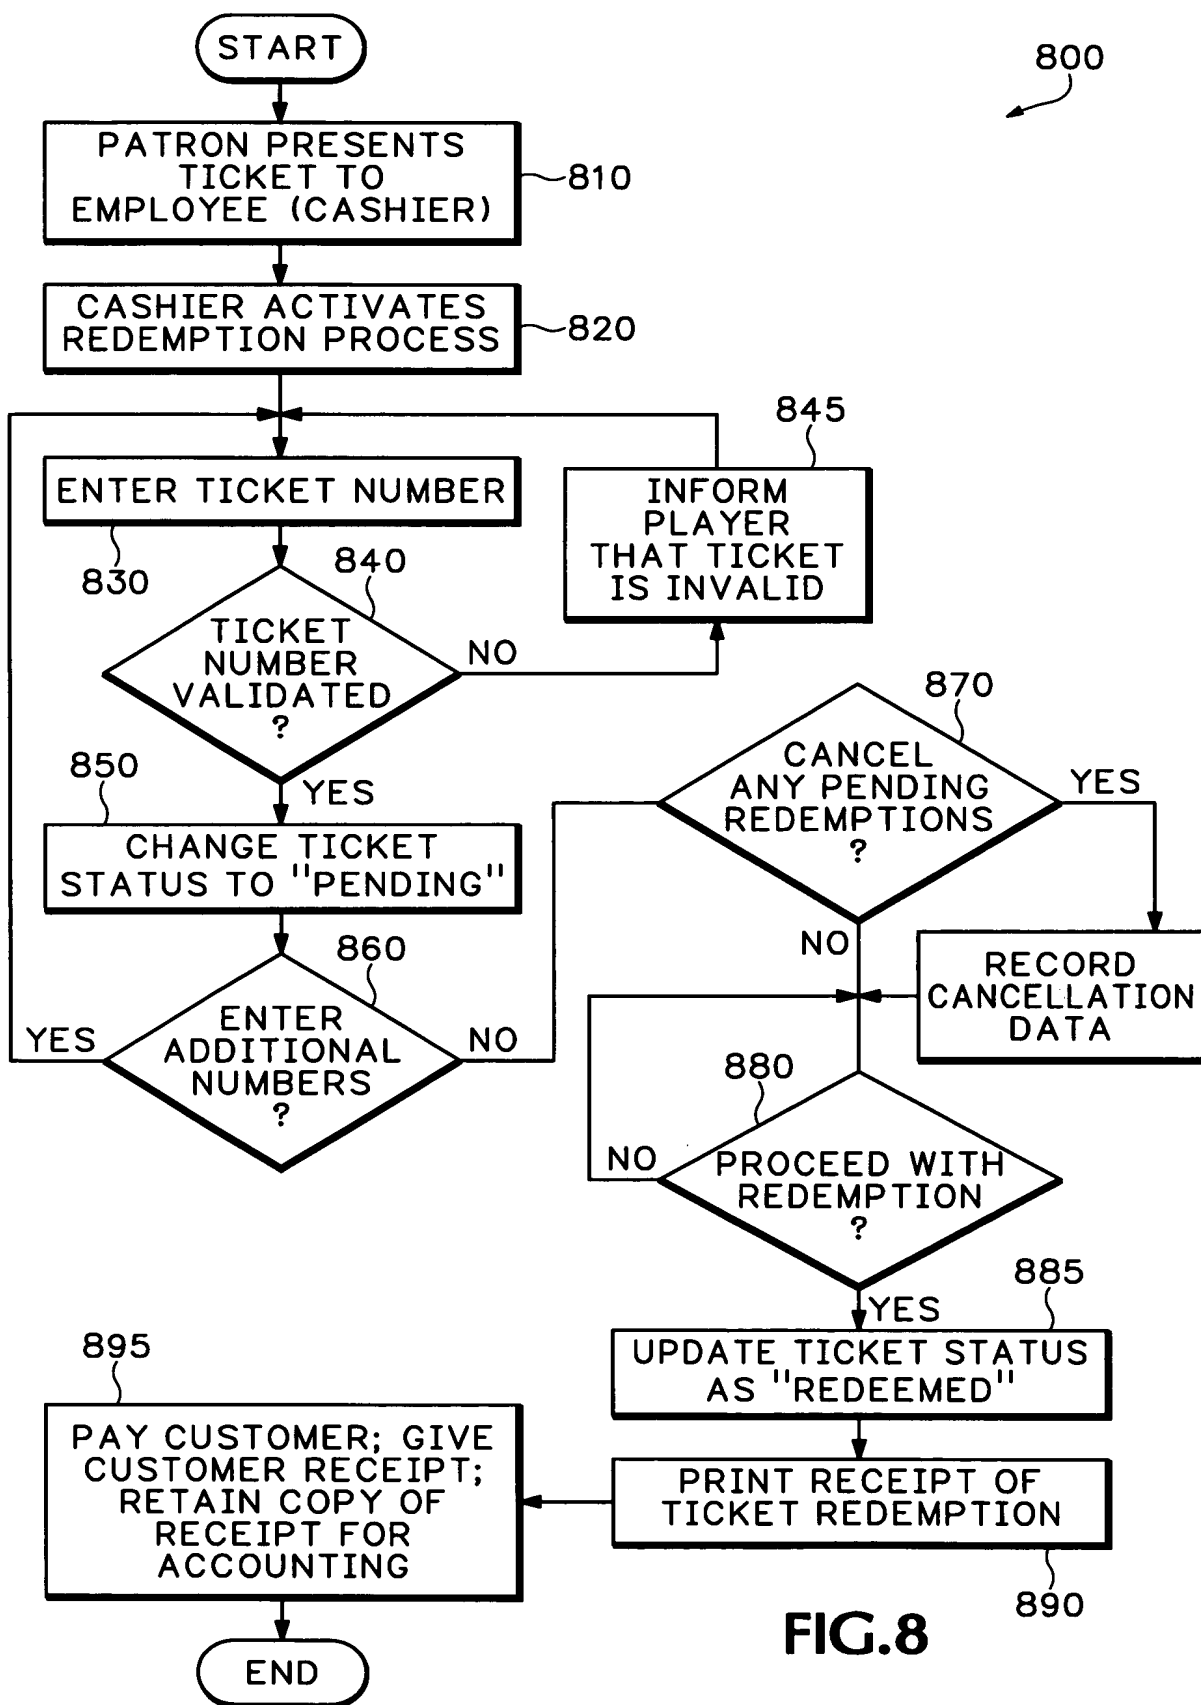 START
800
PATRON PRESENTS
TICKET TO
EMPLOYEE (CASHIER)
810
CASHIER ACTIVATES
REDEMPTION PROCESS
820
845
ENTER TICKET NUMBER
830
INFORM
PLAYER
THAT TICKET
IS INVALID
840
TICKET
NUMBER
VALIDATED
?
NO
YES
850
CHANGE TICKET
STATUS TO "PENDING"
860
ENTER
ADDITIONAL
NUMBERS
?
YES
NO
870
CANCEL
ANY PENDING
REDEMPTIONS
?
YES
NO
RECORD
CANCELLATION
DATA
880
PROCEED WITH
REDEMPTION
?
NO
YES
885
UPDATE TICKET STATUS
AS "REDEEMED"
PRINT RECEIPT OF
TICKET REDEMPTION
890
895
PAY CUSTOMER; GIVE
CUSTOMER RECEIPT;
RETAIN COPY OF
RECEIPT FOR
ACCOUNTING
END
FIG.8